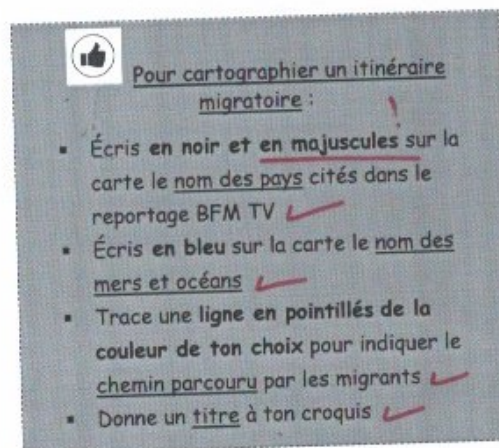 Pour cartographier un itinéraire
migratoire :
▪ Écris en noir et en majuscules sur la
carte le nom des pays cités dans le
reportage BFM TV
▪ Écris en bleu sur la carte le nom des
mers et océans
▪ Trace une ligne en pointillés de la
couleur de ton choix pour indiquer le
chemin parcouru par les migrants
▪ Donne un titre à ton croquis